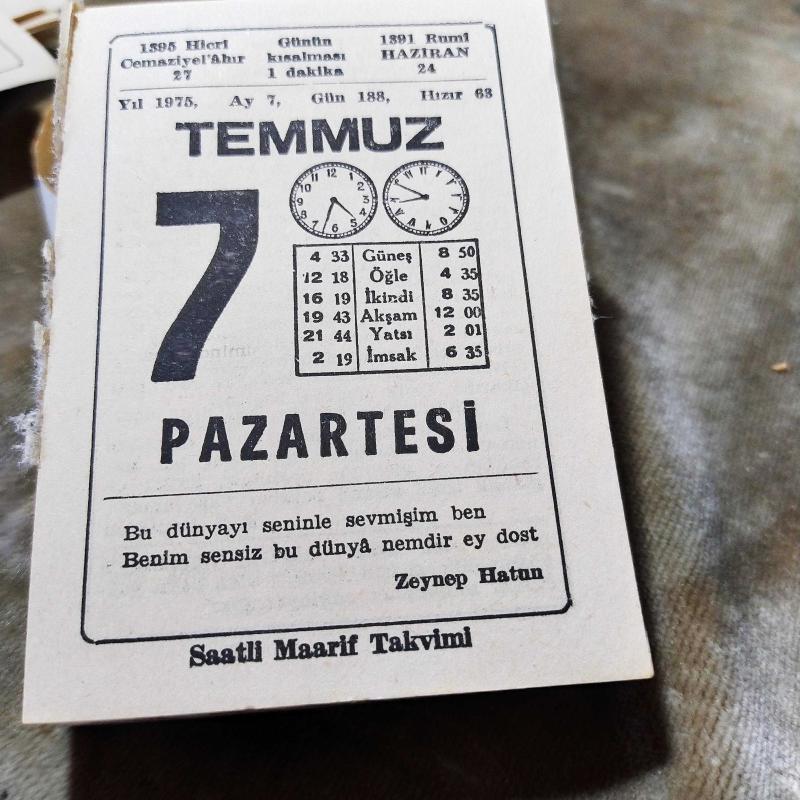 1395 Hicrî
Cemaziyel'âhır
27
Günün
kısalması
1 dakika
1391 Rumî
HAZİRAN
24
Yıl 1975, Ay 7, Gün 188, Hızır 63
TEMMUZ
7
4 33 Güneş 8 50
12 18 Öğle 4 35
16 19 İkindi 8 35
19 43 Akşam 12 00
21 44 Yatsı 2 01
2 19 İmsak 6 35
PAZARTESİ
Bu dünyayı seninle sevmişim ben
Benim sensiz bu dünyâ nemdir ey dost
Zeynep Hatun
Saatli Maarif Takvimi